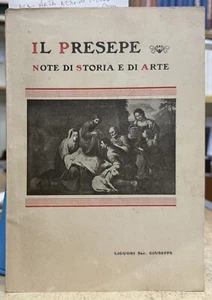 IL PRESEPE
NOTE DI STORIA E DI ARTE
LIGUORI Sac. GIUSEPPE